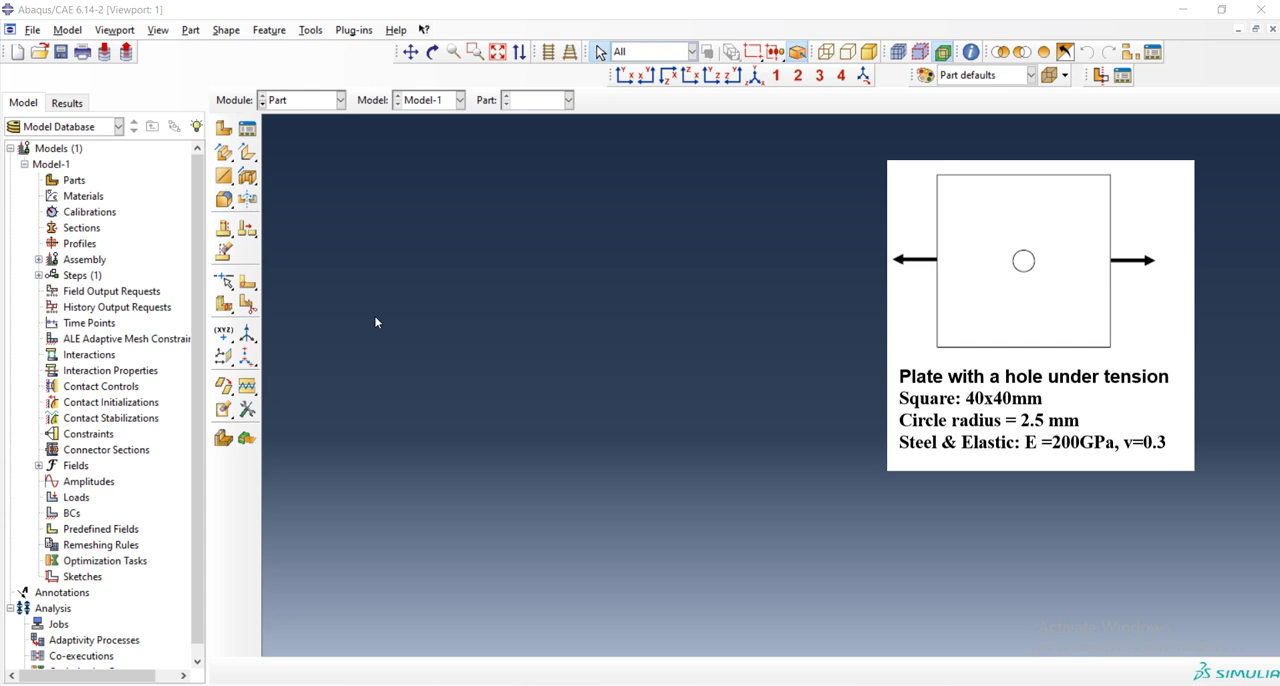 Abaqus/CAE 6.14-2 [Viewport: 1]
File Model Viewport View Part Shape Feature Tools Plug-ins Help
All
1 2 3 4 Part defaults
Model Results
Module: Part Model: Model-1 Part:
Model Database
Models (1)
Model-1
Parts
Materials
Calibrations
Sections
Profiles
Assembly
Steps (1)
Field Output Requests
History Output Requests
Time Points
ALE Adaptive Mesh Constrai
Interactions
Interaction Properties
Contact Controls
Contact Initializations
Contact Stabilizations
Constraints
Connector Sections
Fields
Amplitudes
Loads
BCs
Predefined Fields
Remeshing Rules
Optimization Tasks
Sketches
Annotations
Analysis
Jobs
Adaptivity Processes
Co-executions
(XYZ)
Plate with a hole under tension
Square: 40x40mm
Circle radius = 2.5 mm
Steel & Elastic: E =200GPa, v=0.3
Activate Windows
SIMULIA